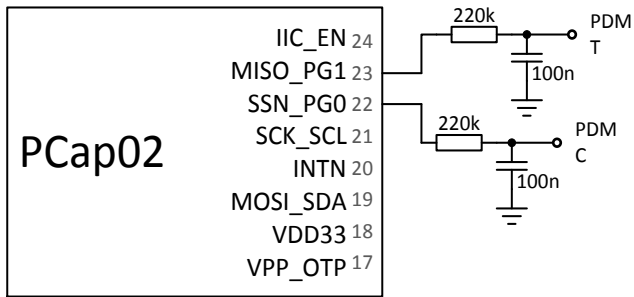 PCap02
IIC_EN 24
MISO_PG1 23
SSN_PG0 22
SCK_SCL 21
INTN 20
MOSI_SDA 19
VDD33 18
VPP_OTP 17
220k
100n
PDM
T
220k
100n
PDM
C